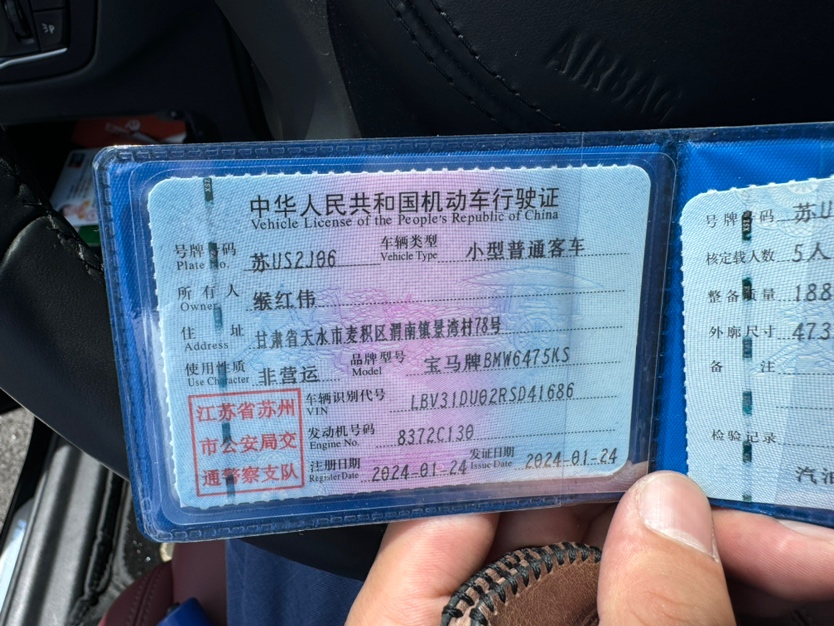 AIRBAG
中华人民共和国机动车行驶证
Vehicle License of the People's Republic of China
号牌号码 苏US2J06 车辆类型 小型普通客车
Plate No. Vehicle Type
所有人 缑红伟
Owner
住址 甘肃省天水市麦积区渭南镇景湾村78号
Address
使用性质 非营运 品牌型号 宝马牌BMW6475KS
Use Character Model
江苏省苏州
市公安局交
通警察支队
车辆识别代号 LBV31DU02RSD41686
VIN
发动机号码 8372C130
Engine No.
注册日期 2024-01-24 发证日期 2024-01-24
Register Date Issue Date
号牌号码 苏U
核定载人数 5人
整备质量 188
外廓尺寸 473
备注
检验记录
汽油